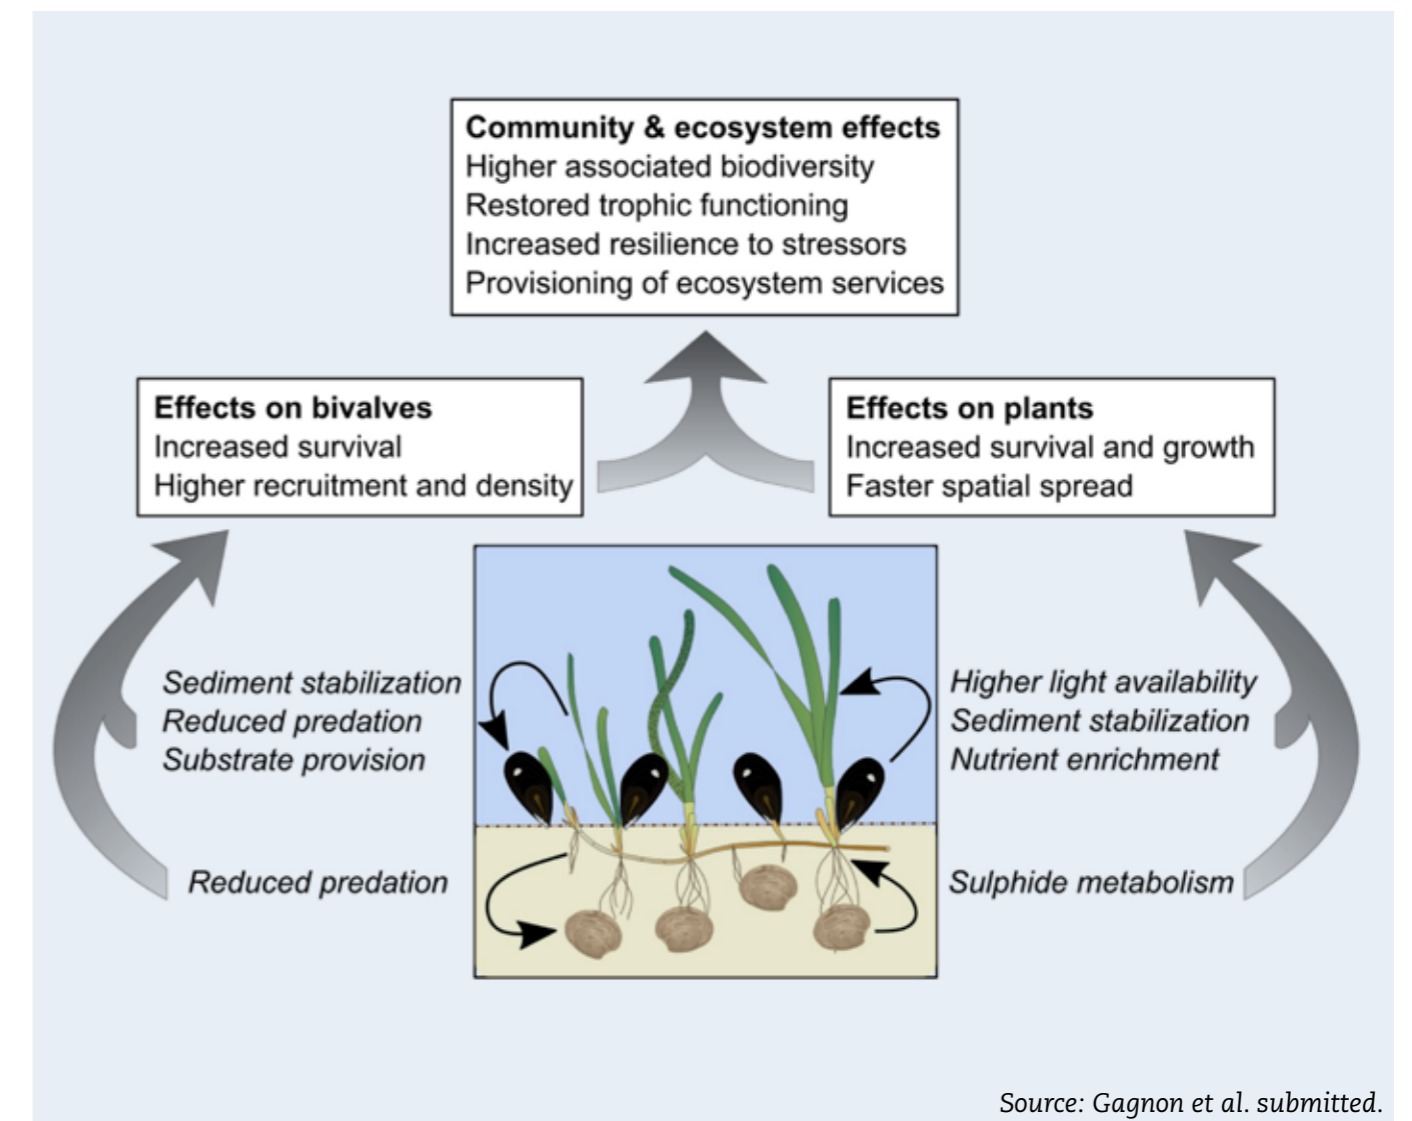 Community & ecosystem effects
Higher associated biodiversity
Restored trophic functioning
Increased resilience to stressors
Provisioning of ecosystem services
Effects on bivalves
Increased survival
Higher recruitment and density
Effects on plants
Increased survival and growth
Faster spatial spread
Sediment stabilization
Reduced predation
Substrate provision
Higher light availability
Sediment stabilization
Nutrient enrichment
Reduced predation
Sulphide metabolism
Source: Gagnon et al. submitted.